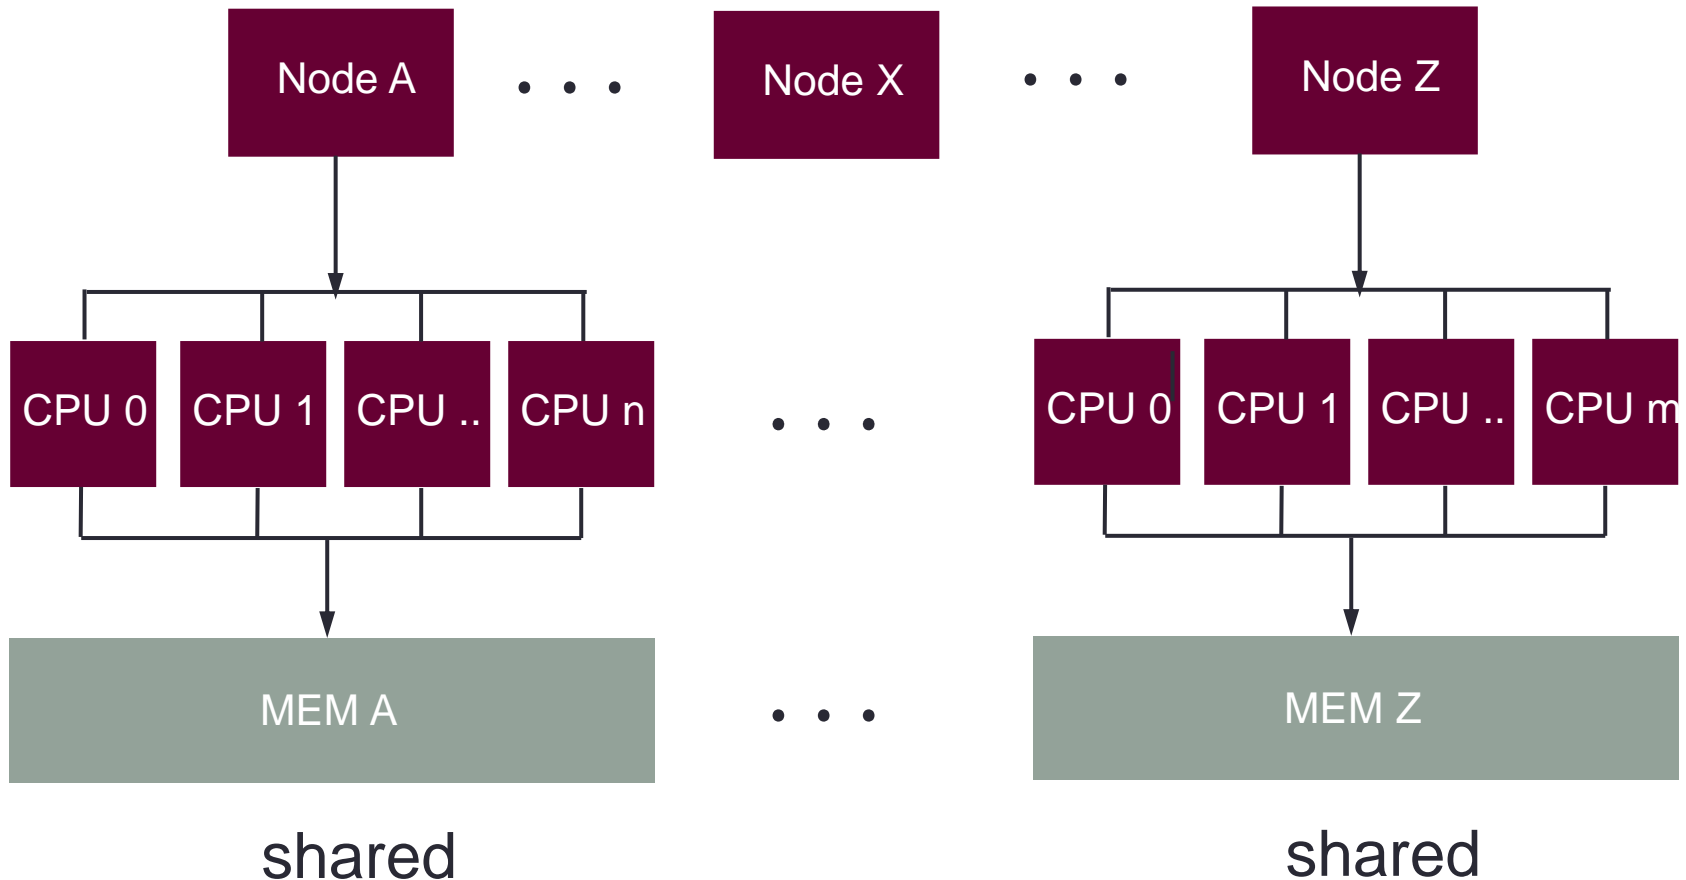 Node A . . . Node X . . . Node Z
CPU 0 CPU 1 CPU .. CPU n . . . CPU 0 CPU 1 CPU .. CPU m
MEM A . . . MEM Z
shared shared